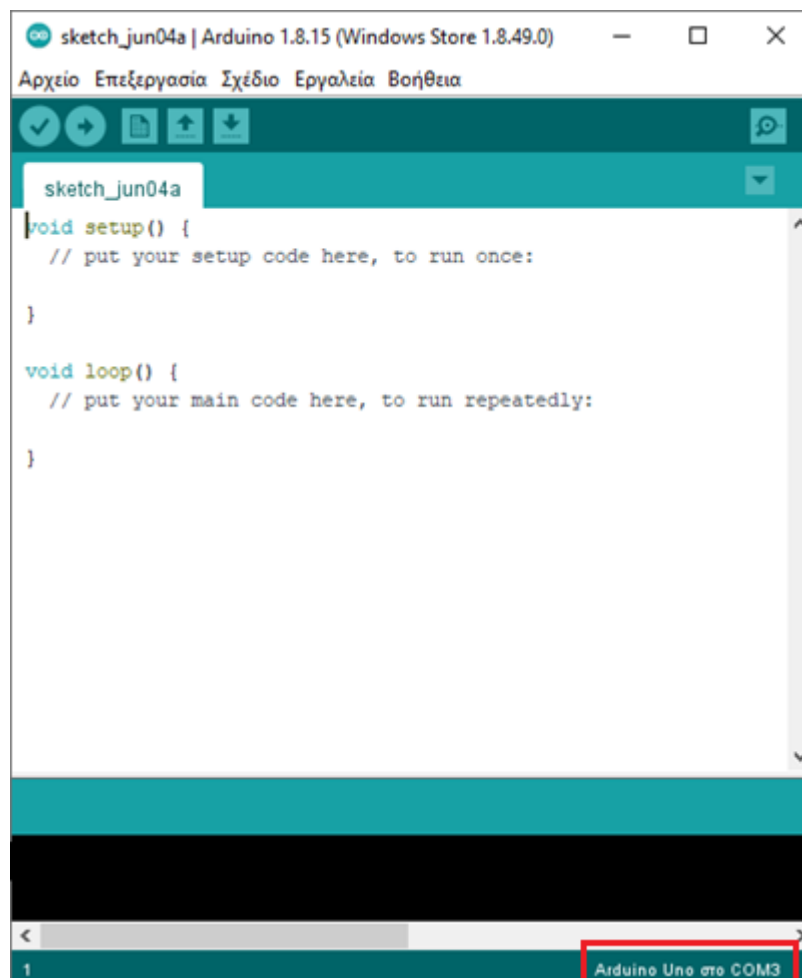 sketch_jun04a | Arduino 1.8.15 (Windows Store 1.8.49.0)
Αρχείο Επεξεργασία Σχέδιο Εργαλεία Βοήθεια
sketch_jun04a
void setup() {
  // put your setup code here, to run once:
}
void loop() {
  // put your main code here, to run repeatedly:
}
1 Arduino Uno στο COM3